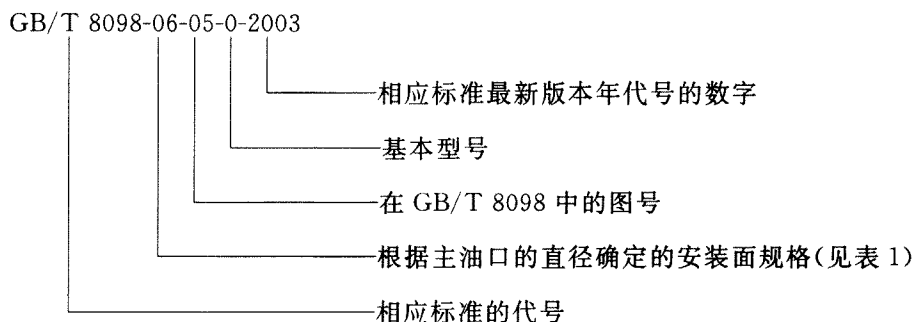 GB/T 8098-06-05-0-2003
相应标准最新版本年代号的数字
基本型号
在 GB/T 8098 中的图号
根据主油口的直径确定的安装面规格(见表 1)
相应标准的代号